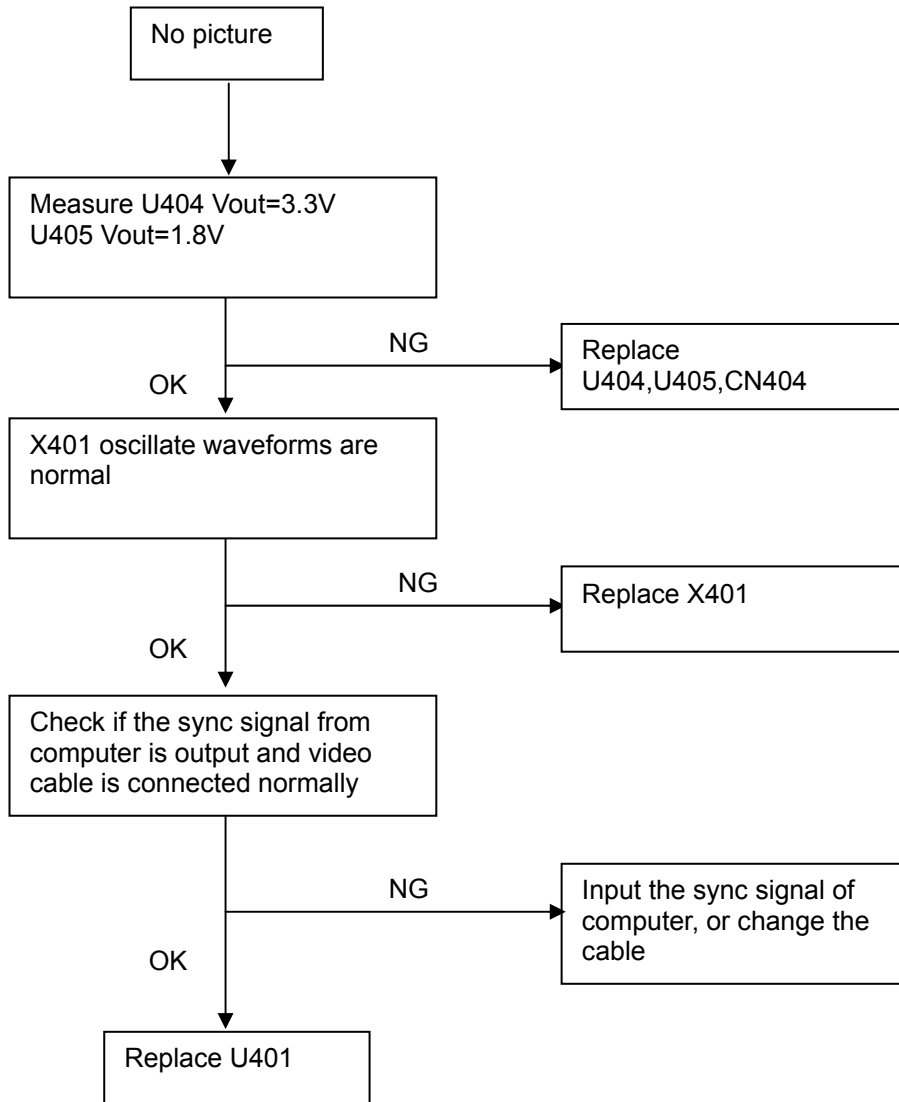 No picture
Measure U404 Vout=3.3V
U405 Vout=1.8V
NG
Replace
U404,U405,CN404
OK
X401 oscillate waveforms are
normal
NG
Replace X401
OK
Check if the sync signal from
computer is output and video
cable is connected normally
NG
Input the sync signal of
computer, or change the
cable
OK
Replace U401